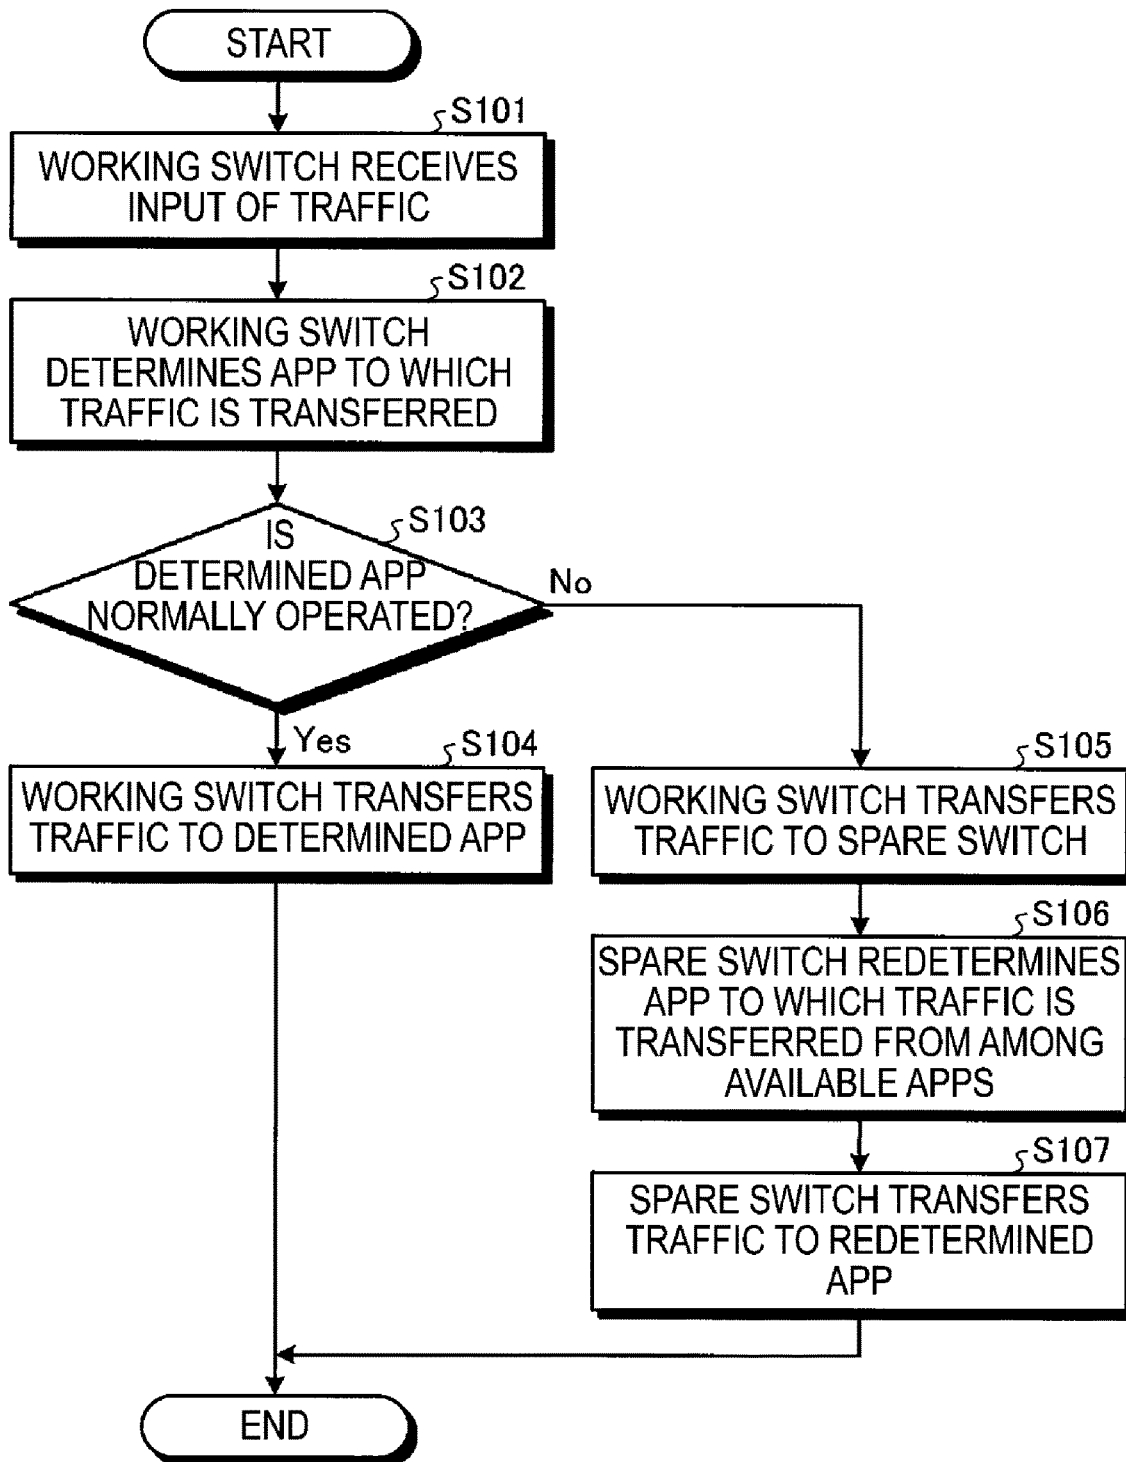 START
S101
WORKING SWITCH RECEIVES
INPUT OF TRAFFIC
S102
WORKING SWITCH
DETERMINES APP TO WHICH
TRAFFIC IS TRANSFERRED
S103
IS
DETERMINED APP
NORMALLY OPERATED?
No
Yes
S104
WORKING SWITCH TRANSFERS
TRAFFIC TO DETERMINED APP
S105
WORKING SWITCH TRANSFERS
TRAFFIC TO SPARE SWITCH
S106
SPARE SWITCH REDETERMINES
APP TO WHICH TRAFFIC IS
TRANSFERRED FROM AMONG
AVAILABLE APPS
S107
SPARE SWITCH TRANSFERS
TRAFFIC TO REDETERMINED
APP
END